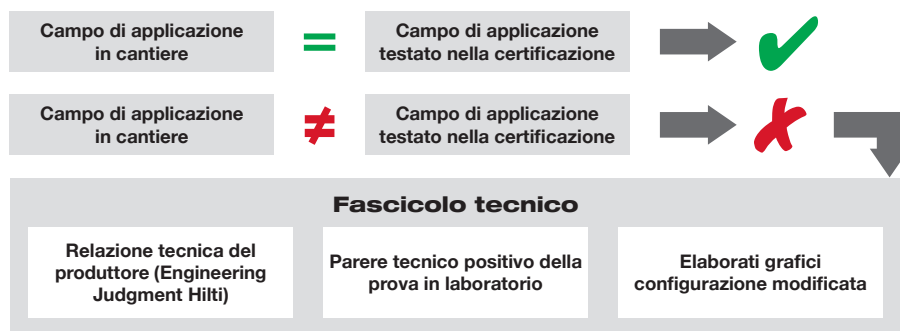 Campo di applicazione
in cantiere
=
Campo di applicazione
testato nella certificazione
Campo di applicazione
in cantiere
≠
Campo di applicazione
testato nella certificazione
Fascicolo tecnico
Relazione tecnica del
produttore (Engineering
Judgment Hilti)
Parere tecnico positivo della
prova in laboratorio
Elaborati grafici
configurazione modificata